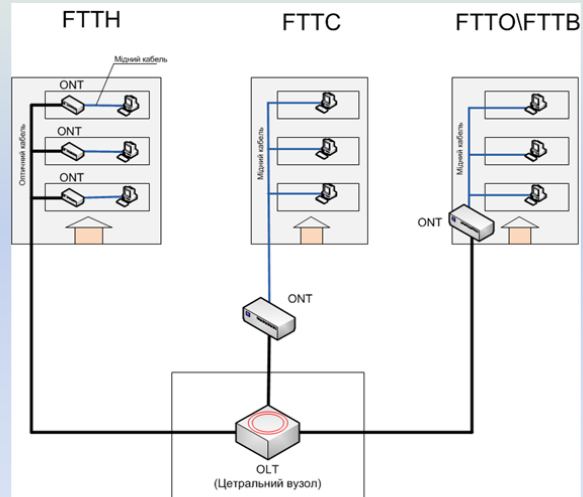 FTTH
FTTC
FTTO\FTTB
ONT
Мідний кабель
ONT
ONT
Оптичний кабель
Мідний кабель
Мідний кабель
ONT
ONT
OLT
(Цетральний вузол)